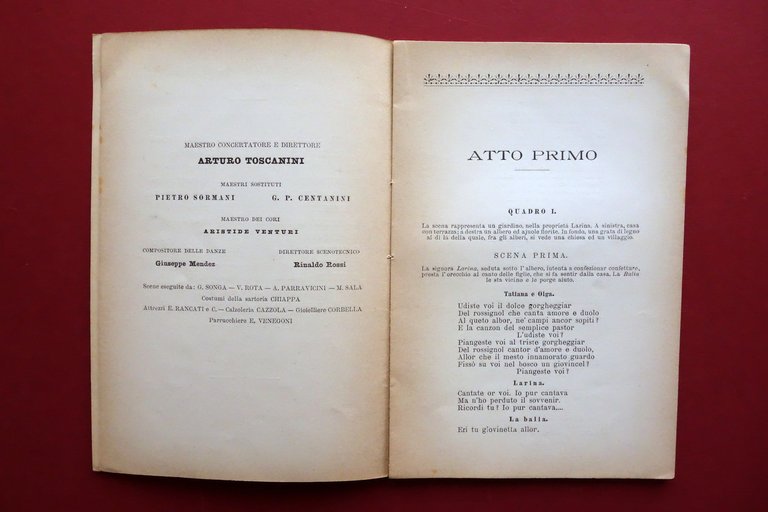 MAESTRO CONCERTATORE E DIRETTORE
ARTURO TOSCANINI
MAESTRI SOSTITUTI
PIETRO SORMANI G. P. CENTANINI
MAESTRO DEI CORI
ARISTIDE VENTURI
COMPOSITORE DELLE DANZE DIRETTORE SCENOTECNICO
Giuseppe Mendez Rinaldo Rossi
Scene eseguite da: G. SONGA — V. ROTA — A. PARRAVICINI — M. SALA
Costumi della sartoria CHIAPPA
Attrezzi E. RANCATI e C. — Calzoleria CAZZOLA — Gioielliere CORBELLA
Parrucchiere E. VENEGONI
ATTO PRIMO
QUADRO I.
La scena rappresenta un giardino, nella proprietà Larina. A sinistra, casa
con terrazza; a destra un albero ed ajuole fiorite. In fondo, una grata di legno
al di là della quale, fra gli alberi, si vede una chiesa ed un villaggio.
SCENA PRIMA.
La signora Larina, seduta sotto l'albero, intenta a confezionar confetture,
presta l'orecchio al canto delle figlie, che si fa sentir dalla casa. La Balia
le sta vicino e le porge aiuto.
Tatiana e Olga.
Udiste voi il dolce gorgheggiar
Del rossignol che canta amore e duolo
Al queto albor, ne' campi ancor sopiti?
E la canzon del semplice pastor
L'udiste voi?
Piangeste voi al triste gorgheggiar
Del rossignol cantor d'amore e duolo,
Allor che il mesto innamorato guardo
Fissò su voi nel bosco un giovincel?
Piangeste voi?
Larina.
Cantate or voi. Io pur cantava
Ma n'ho perduto il sovvenir.
Ricordi tu? Io pur cantava....
La balia.
Eri tu giovinetta allor.